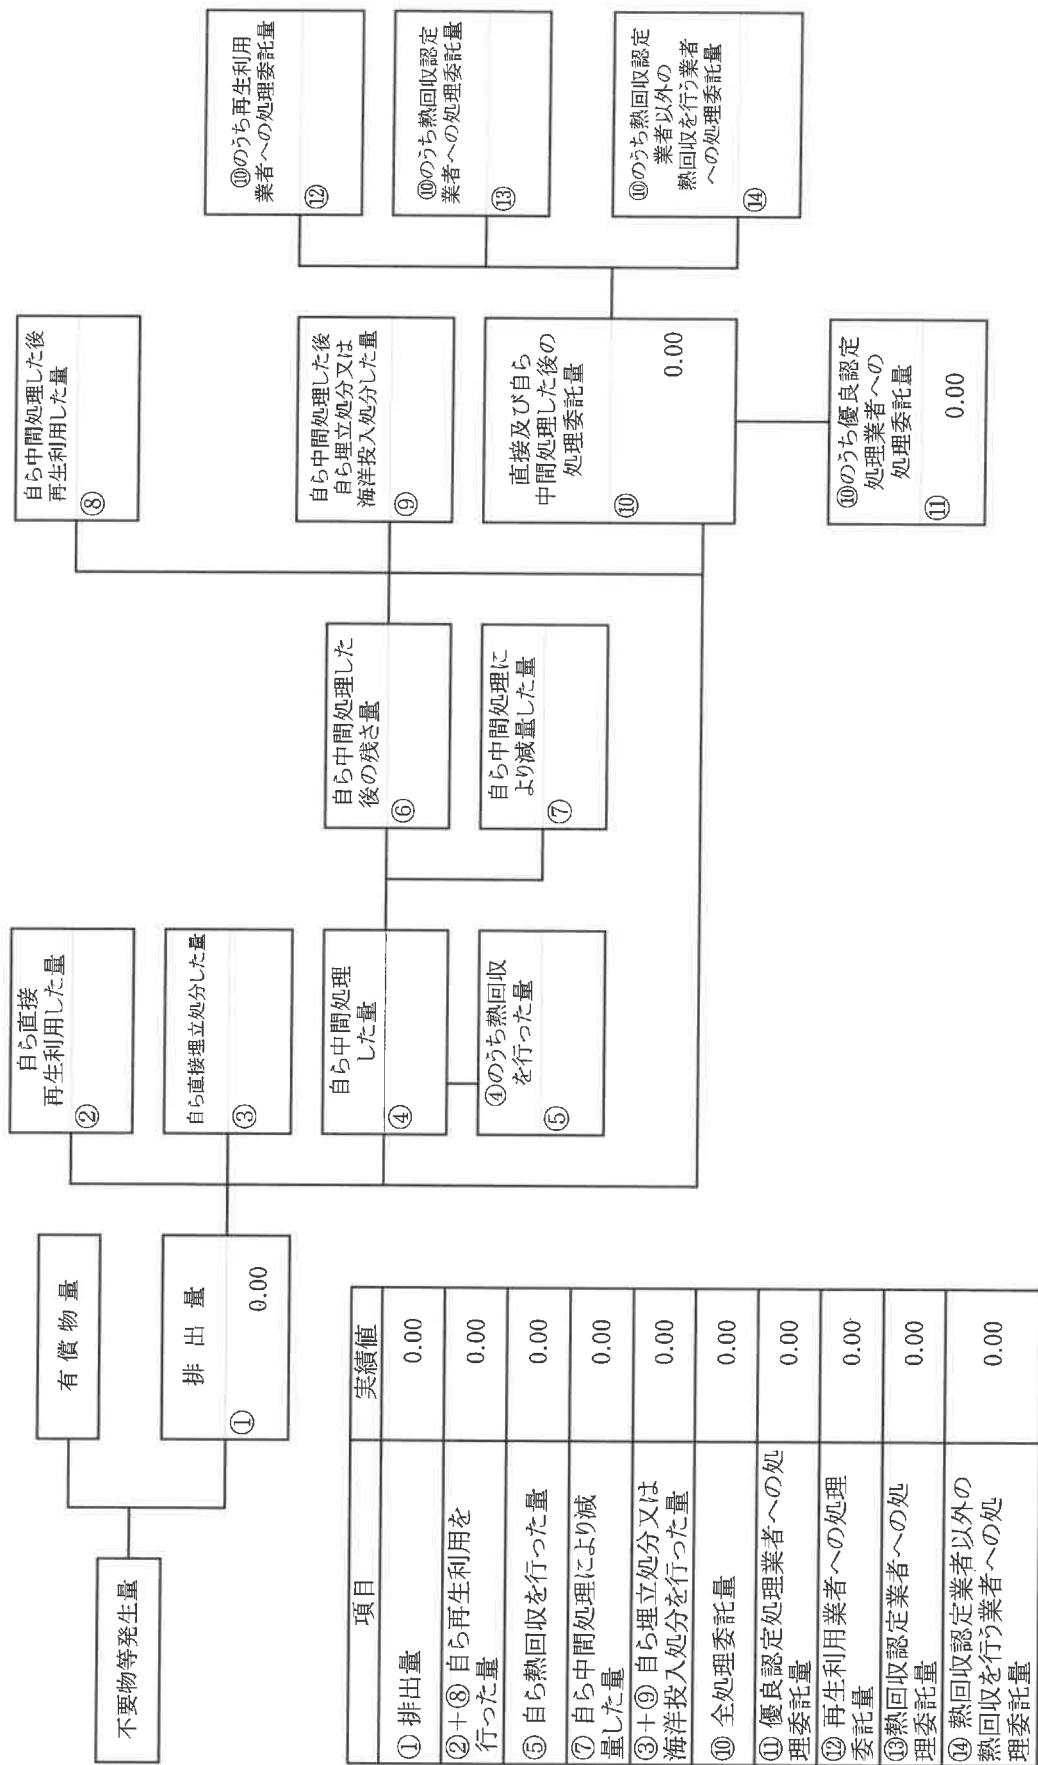 不要物等発生量
有 償 物 量
排 出 量
①
0.00
自ら直接
再生利用した量
②
自ら直接埋立処分した量
③
自ら中間処理
した量
④
④のうち熱回収
を行った量
⑤
自ら中間処理した
後の残さ量
⑥
自ら中間処理に
より減量した量
⑦
自ら中間処理した後
再生利用した量
⑧
自ら中間処理した後
自ら埋立処分又は
海洋投入処分した量
⑨
直接及び自ら
中間処理した後の
処理委託量
⑩
0.00
⑩のうち優良認定
処理業者への
処理委託量
⑪
0.00
⑩のうち再生利用
業者への処理委託量
⑫
⑩のうち熱回収認定
業者への処理委託量
⑬
⑩のうち熱回収認定
業者以外の
熱回収を行う業者
への処理委託量
⑭
項目 実績値
① 排出量 0.00
②+⑧ 自ら再生利用を
行った量 0.00
⑤ 自ら熱回収を行った量 0.00
⑦ 自ら中間処理により減
量した量 0.00
③+⑨ 自ら埋立処分又は
海洋投入処分を行った量 0.00
⑩ 全処理委託量 0.00
⑪ 優良認定処理業者への処
理委託量 0.00
⑫ 再生利用業者への処理
委託量 0.00
⑬熱回収認定業者への処
理委託量 0.00
⑭ 熱回収認定業者以外の
熱回収を行う業者への処
理委託量 0.00